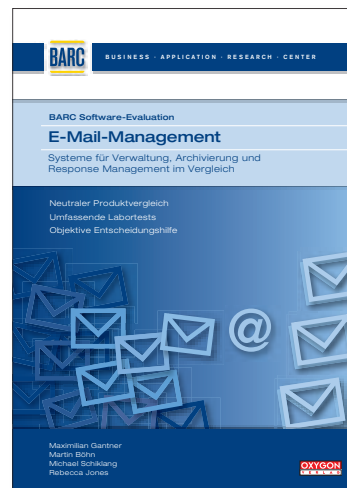 BARC
BUSINESS · APPLICATION · RESEARCH · CENTER
BARC Software-Evaluation
E-Mail-Management
Systeme für Verwaltung, Archivierung und
Response Management im Vergleich
Neutraler Produktvergleich
Umfassende Labortests
Objektive Entscheidungshilfe
@
Maximilian Gantner
Martin Böhn
Michael Schiklang
Rebecca Jones
OXYGON
VERLAG